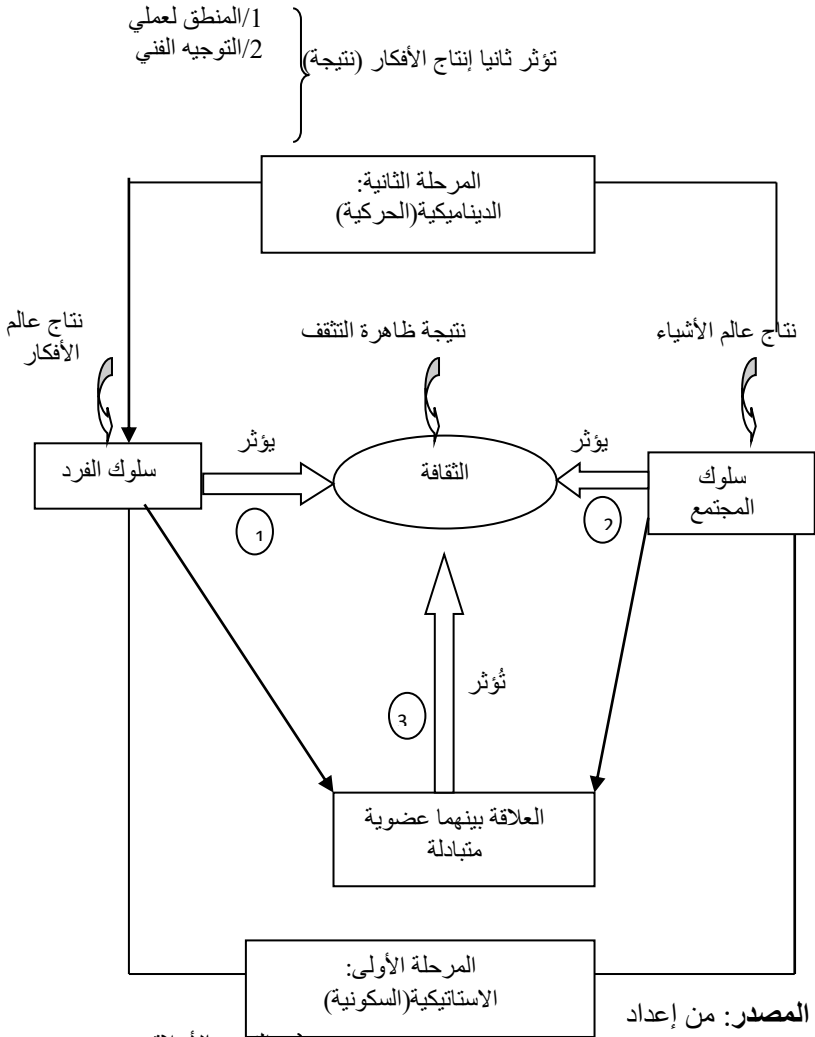 1/المنطق لعملي
2/التوجيه الفني
تؤثر ثانيا إنتاج الأفكار (نتيجة)
المرحلة الثانية:
الديناميكية(الحركية)
نتاج عالم الأشياء
نتيجة ظاهرة التثقف
نتاج عالم
الأفكار
سلوك
المجتمع
يؤثر
2
الثقافة
يؤثر
1
سلوك الفرد
تُؤثر
3
العلاقة بينهما عضوية
متبادلة
المرحلة الأولى:
الاستاتيكية(السكونية)
المصدر: من إعداد